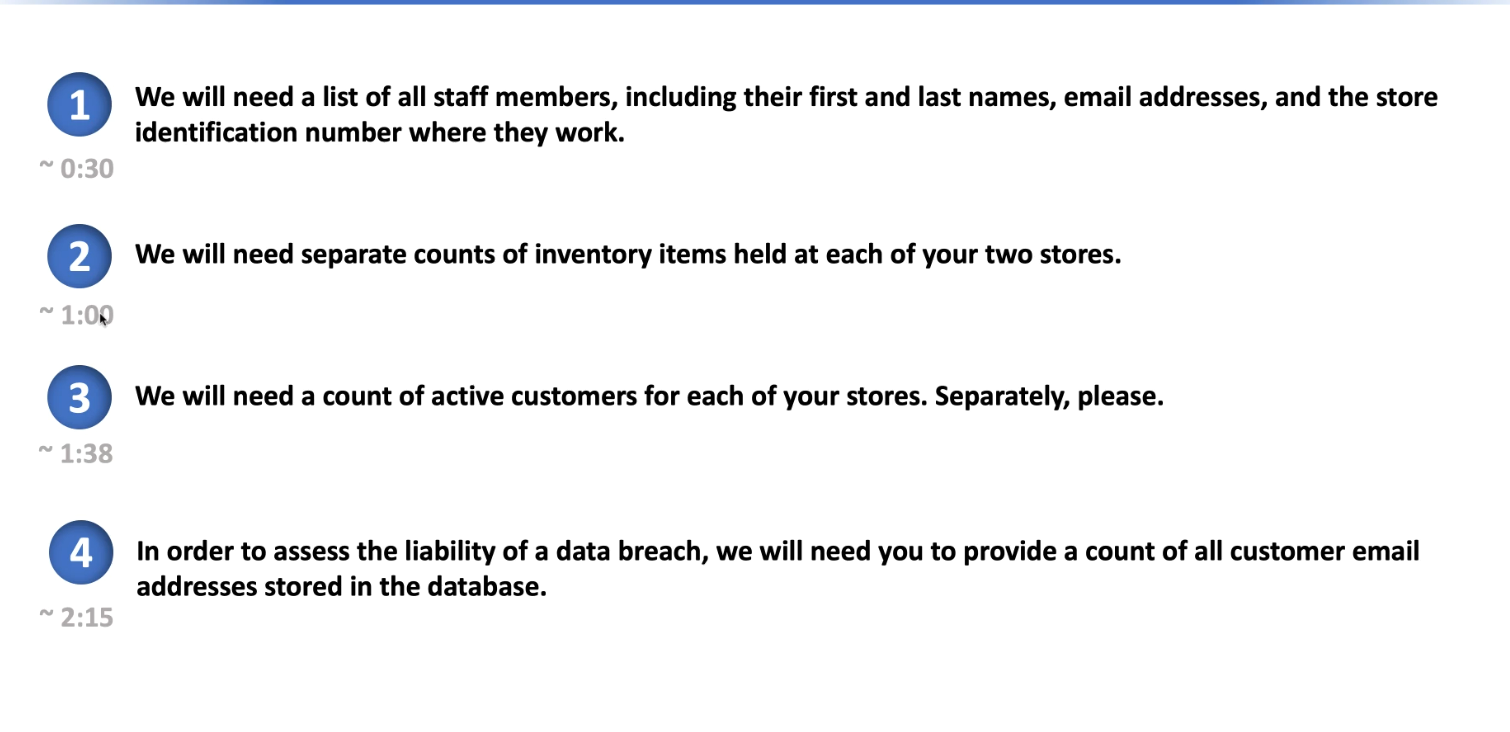 1
We will need a list of all staff members, including their first and last names, email addresses, and the store
identification number where they work.
~ 0:30
2
We will need separate counts of inventory items held at each of your two stores.
~ 1:00
3
We will need a count of active customers for each of your stores. Separately, please.
~ 1:38
4
In order to assess the liability of a data breach, we will need you to provide a count of all customer email
addresses stored in the database.
~ 2:15